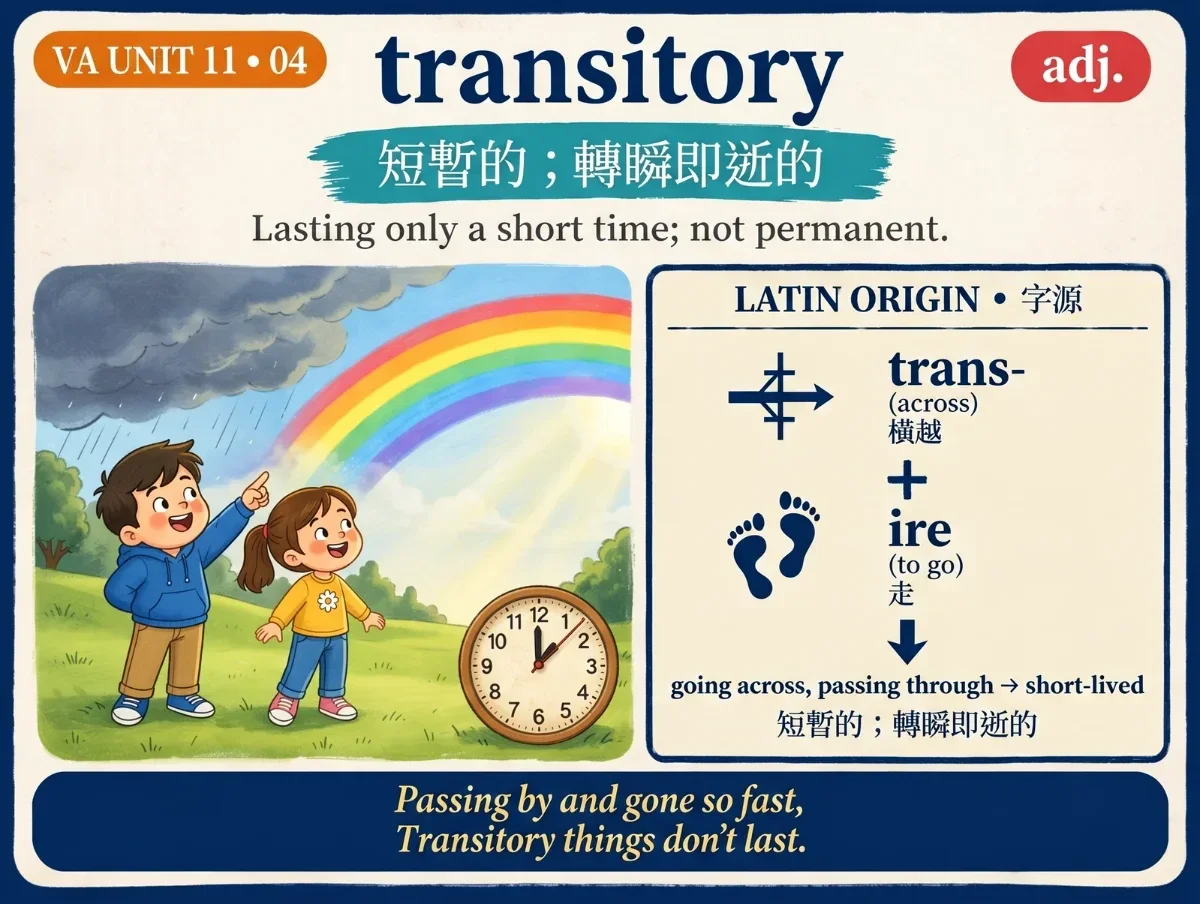 VA UNIT 11 • 04
transitory
adj.
短暫的；轉瞬即逝的
Lasting only a short time; not permanent.
11 12 1
10 2
9 3
8 4
7 6 5
LATIN ORIGIN • 字源
trans-
(across)
橫越
+
ire
(to go)
走
going across, passing through → short-lived
短暫的；轉瞬即逝的
Passing by and gone so fast,
Transitory things don't last.